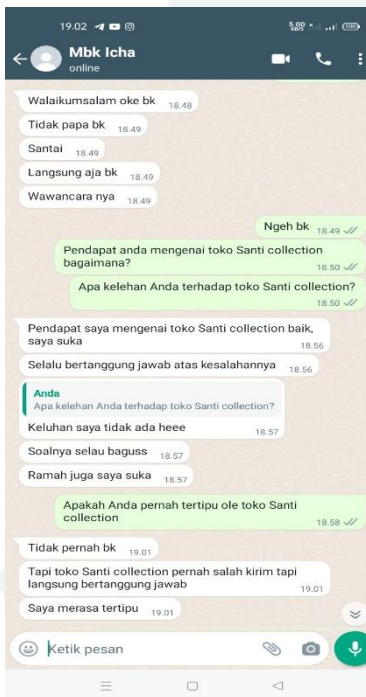 19.02
5,00 KB/S
100
Mbk Icha
online
Walaikumsalam oke bk 18.48
Tidak papa bk 18.49
Santai 18.49
Langsung aja bk 18.49
Wawancara nya 18.49
Ngeh bk 18.49
Pendapat anda mengenai toko Santi collection
bagaimana? 18.50
Apa kelehan Anda terhadap toko Santi collection?
18.50
Pendapat saya mengenai toko Santi collection baik,
saya suka 18.56
Selalu bertanggung jawab atas kesalahannya 18.56
Anda
Apa kelehan Anda terhadap toko Santi collection?
Keluhan saya tidak ada heee 18.57
Soalnya selau baguss 18.57
Ramah juga saya suka 18.57
Apakah Anda pernah tertipu ole toko Santi
collection 18.58
Tidak pernah bk 19.01
Tapi toko Santi collection pernah salah kirim tapi
langsung bertanggung jawab 19.01
Saya merasa tertipu 19.01
Ketik pesan